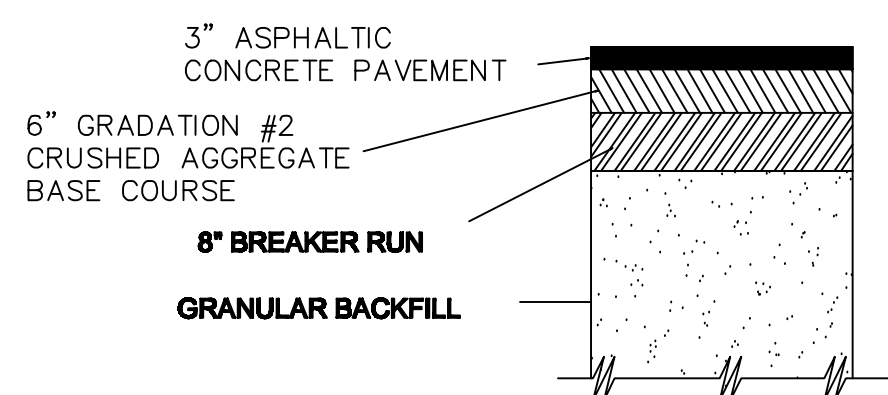 3” ASPHALTIC
CONCRETE PAVEMENT
6” GRADATION #2
CRUSHED AGGREGATE
BASE COURSE
8" BREAKER RUN
GRANULAR BACKFILL